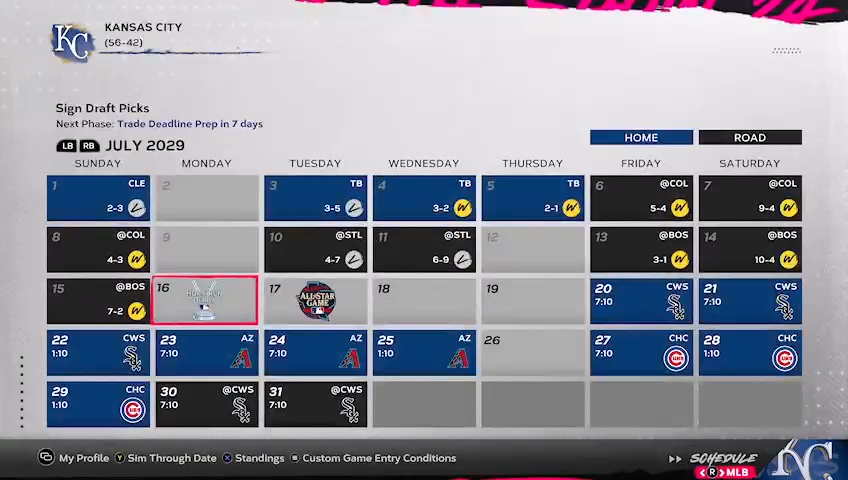 KANSAS CITY
(56-42)
Sign Draft Picks
Next Phase: Trade Deadline Prep in 7 days
LB RB JULY 2029
HOME ROAD
SUNDAY MONDAY TUESDAY WEDNESDAY THURSDAY FRIDAY SATURDAY
1 CLE 2 3 TB 4 TB 5 TB 6 @COL 7 @COL
2-3 L 3-5 L 3-2 W 2-1 W 5-4 W 9-4 W
8 @COL 9 10 @STL 11 @STL 12 13 @BOS 14 @BOS
4-3 W 4-7 L 6-9 L 3-1 W 10-4 W
15 @BOS 16 17 ALL-STAR GAME 18 19 20 CWS 21 CWS
7-2 W 7:10 7:10
22 CWS 23 AZ 24 AZ 25 AZ 26 27 CHC 28 CHC
1:10 7:10 7:10 1:10 7:10 1:10
29 CHC 30 @CWS 31 @CWS
1:10 7:10 7:10
My Profile Y Sim Through Date X Standings Custom Game Entry Conditions
SCHEDULE
R MLB
KC